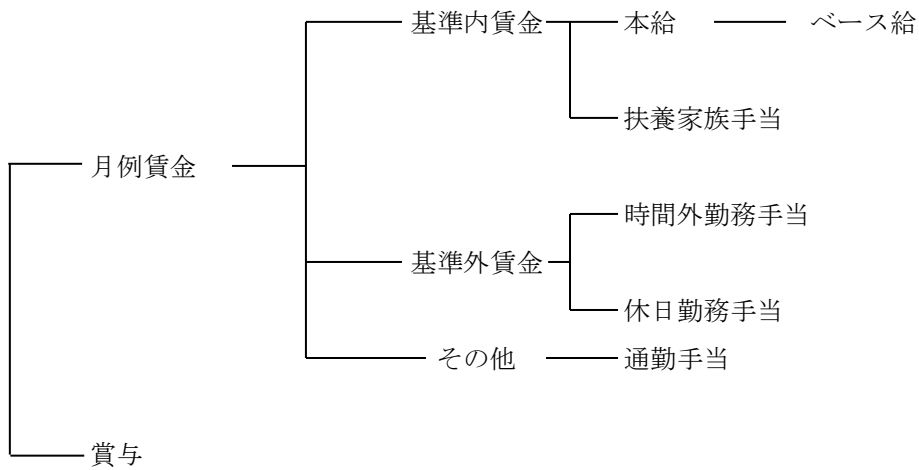 基準内賃金 本給 ベース給
扶養家族手当
月例賃金
時間外勤務手当
基準外賃金
休日勤務手当
その他 通勤手当
賞与